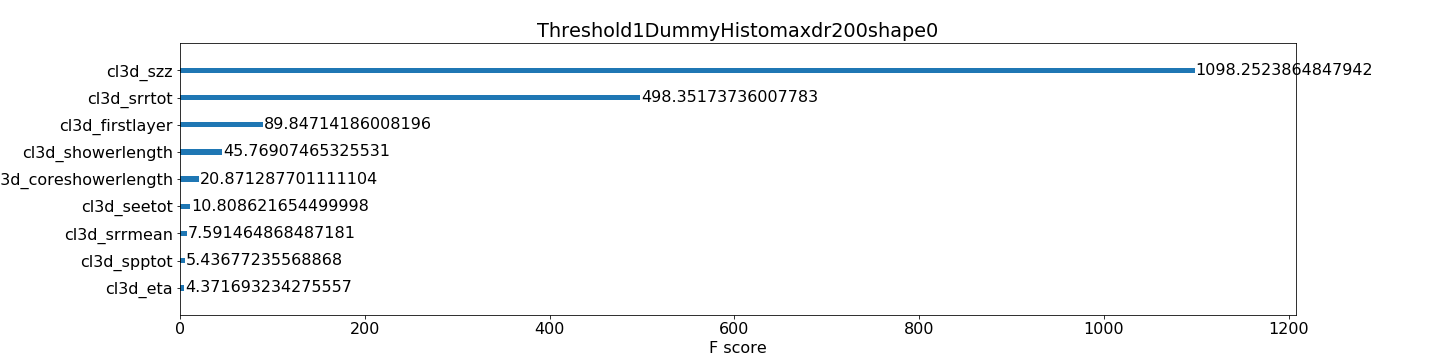 Threshold1DummyHistomaxdr200shape0
cl3d_szz 1098.2523864847942
cl3d_srrtot 498.35173736007783
cl3d_firstlayer 89.84714186008196
cl3d_showerlength 45.76907465325531
3d_coreshowerlength 20.871287701111104
cl3d_seetot 10.808621654499998
cl3d_srrmean 7.591464868487181
cl3d_spptot 5.43677235568868
cl3d_eta 4.371693234275557
0 200 400 600 800 1000 1200
F score